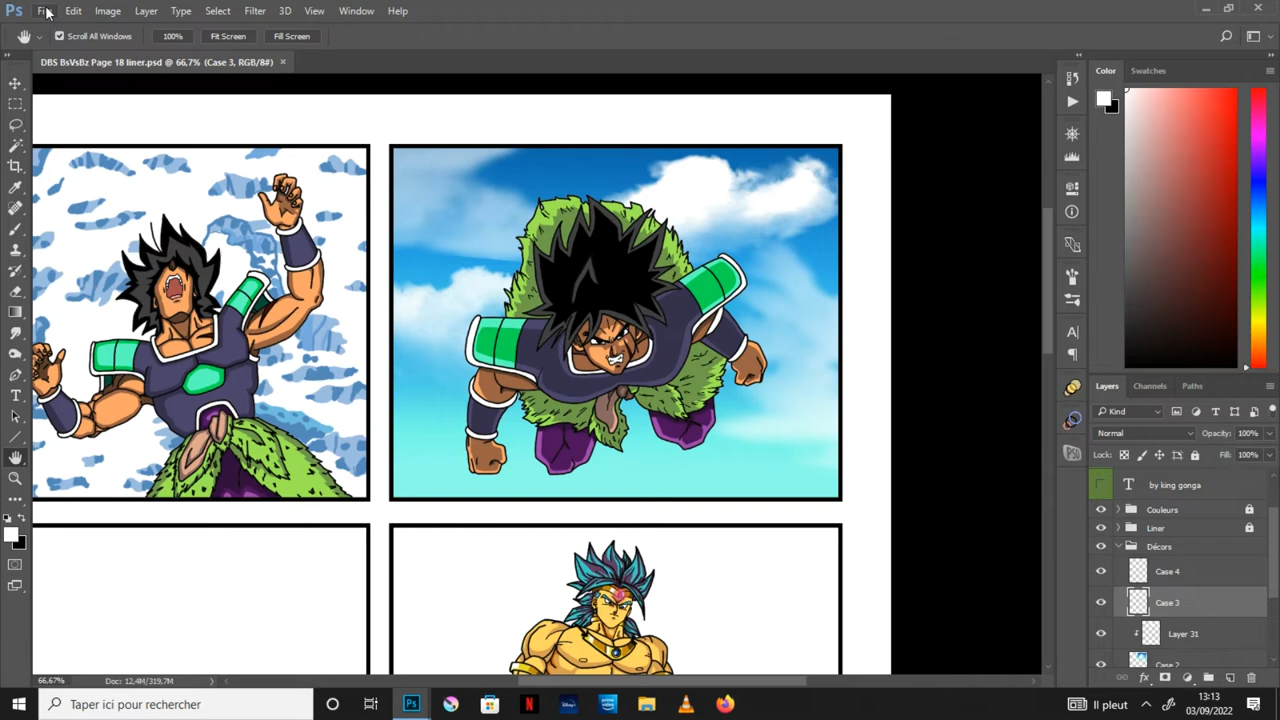 Ps Edit Image Layer Type Select Filter 3D View Window Help
Scroll All Windows 100% Fit Screen Fill Screen
DBS BsVsBz Page 18 liner.psd @ 66,7% (Case 3, RGB/8#) ×
Color Swatches
Layers Channels Paths
Kind
Normal Opacity: 100%
Lock: Fill: 100%
T by king gonga
Couleurs
Liner
Décors
Case 4
Case 3
Layer 31
Case 2
66,67% Doc: 12,4M/319,7M
Taper ici pour rechercher
Ps
Il pleut
13:13
03/09/2022